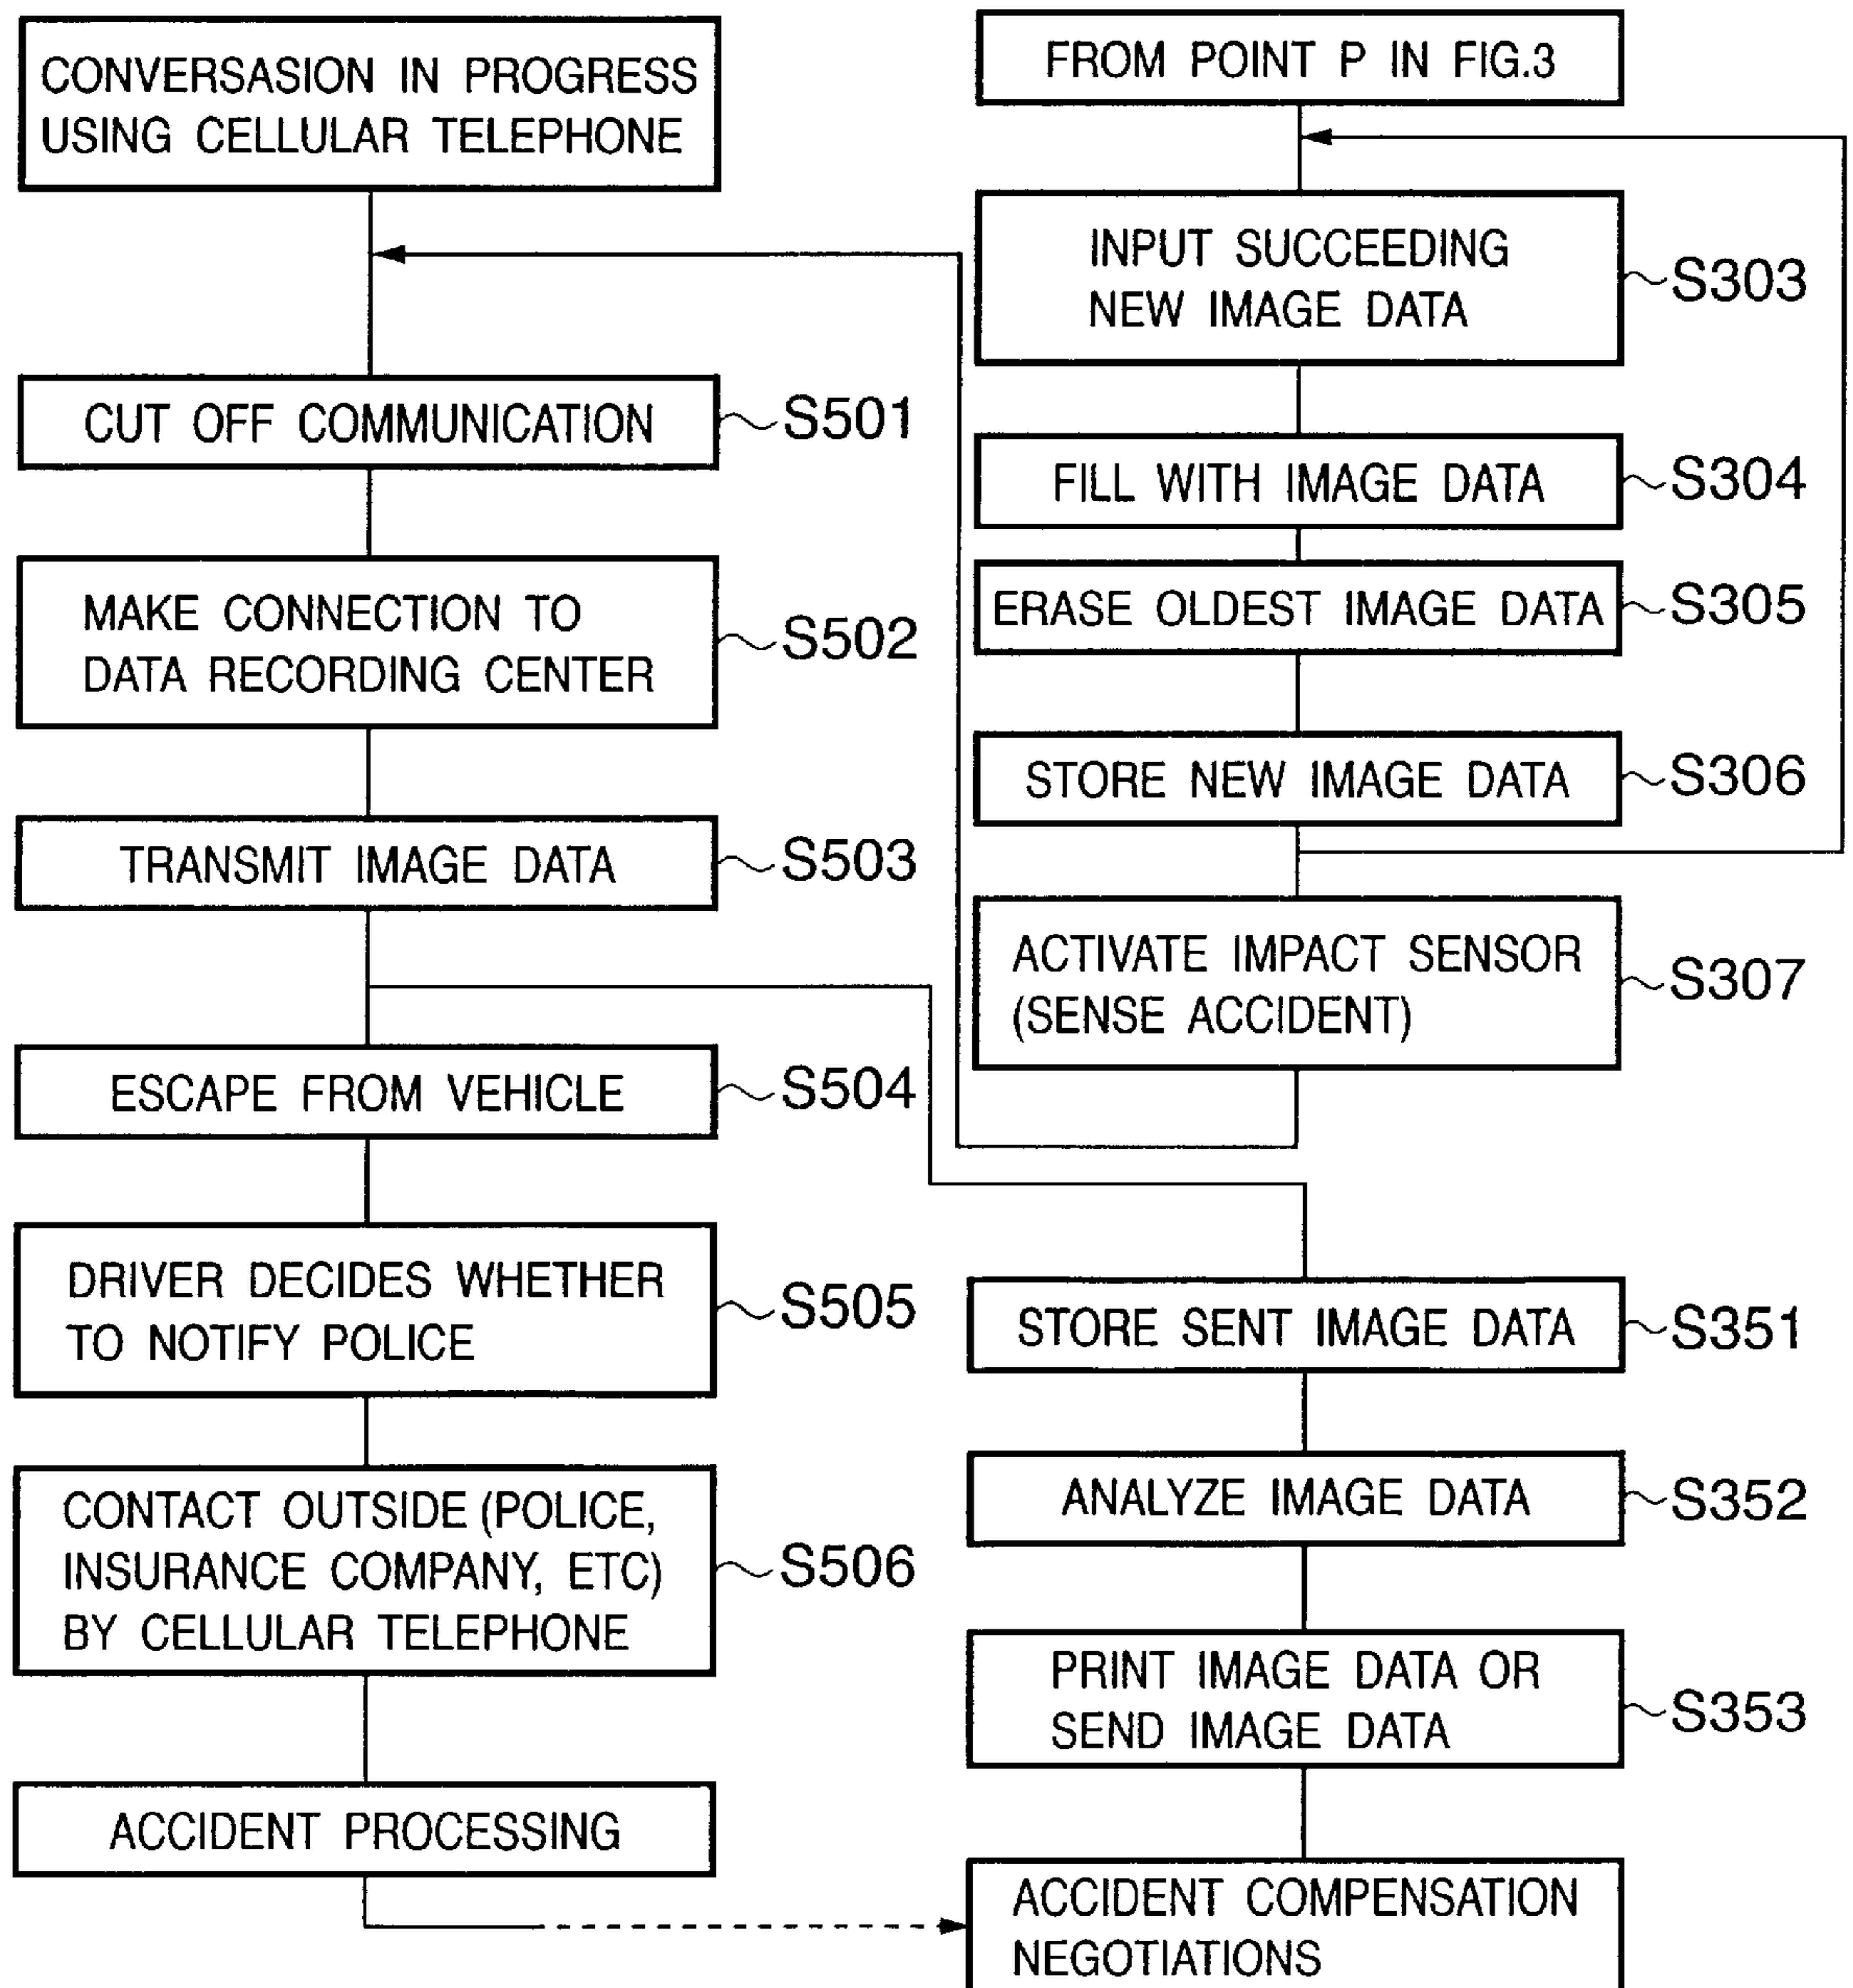 CONVERSASION IN PROGRESS
USING CELLULAR TELEPHONE
CUT OFF COMMUNICATION
S501
MAKE CONNECTION TO
DATA RECORDING CENTER
S502
TRANSMIT IMAGE DATA
S503
ESCAPE FROM VEHICLE
S504
DRIVER DECIDES WHETHER
TO NOTIFY POLICE
S505
CONTACT OUTSIDE (POLICE,
INSURANCE COMPANY, ETC)
BY CELLULAR TELEPHONE
S506
ACCIDENT PROCESSING
FROM POINT P IN FIG.3
INPUT SUCCEEDING
NEW IMAGE DATA
S303
FILL WITH IMAGE DATA
S304
ERASE OLDEST IMAGE DATA
S305
STORE NEW IMAGE DATA
S306
ACTIVATE IMPACT SENSOR
(SENSE ACCIDENT)
S307
STORE SENT IMAGE DATA
S351
ANALYZE IMAGE DATA
S352
PRINT IMAGE DATA OR
SEND IMAGE DATA
S353
ACCIDENT COMPENSATION
NEGOTIATIONS